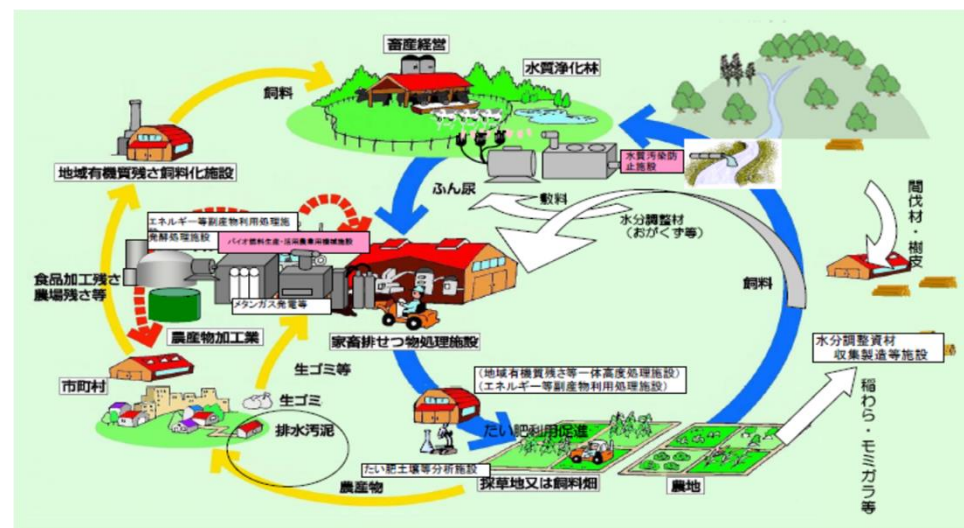 畜産経営
水質浄化林
飼料
地域有機質残さ飼料化施設
水質汚染防
止施設
ふん尿
敷料
水分調整材
(おがくず等)
間伐材・樹皮
エネルギー等副産物利用処理施
発酵処理施設
バイオ燃料生産・活用農業用機械施設
飼料
食品加工残さ
農場残さ等
メタンガス発電等
農産物加工業
家畜排せつ物処理施設
水分調整資材
収集製造等施設
市町村
生ゴミ等
(地域有機質残さ等一体高度処理施設)
(エネルギー等副産物利用処理施設)
生ゴミ
稲わら・モミガラ等
排水汚泥
たい肥利用促進
たい肥土壌等分析施設
採草地又は飼料畑
農地
農産物